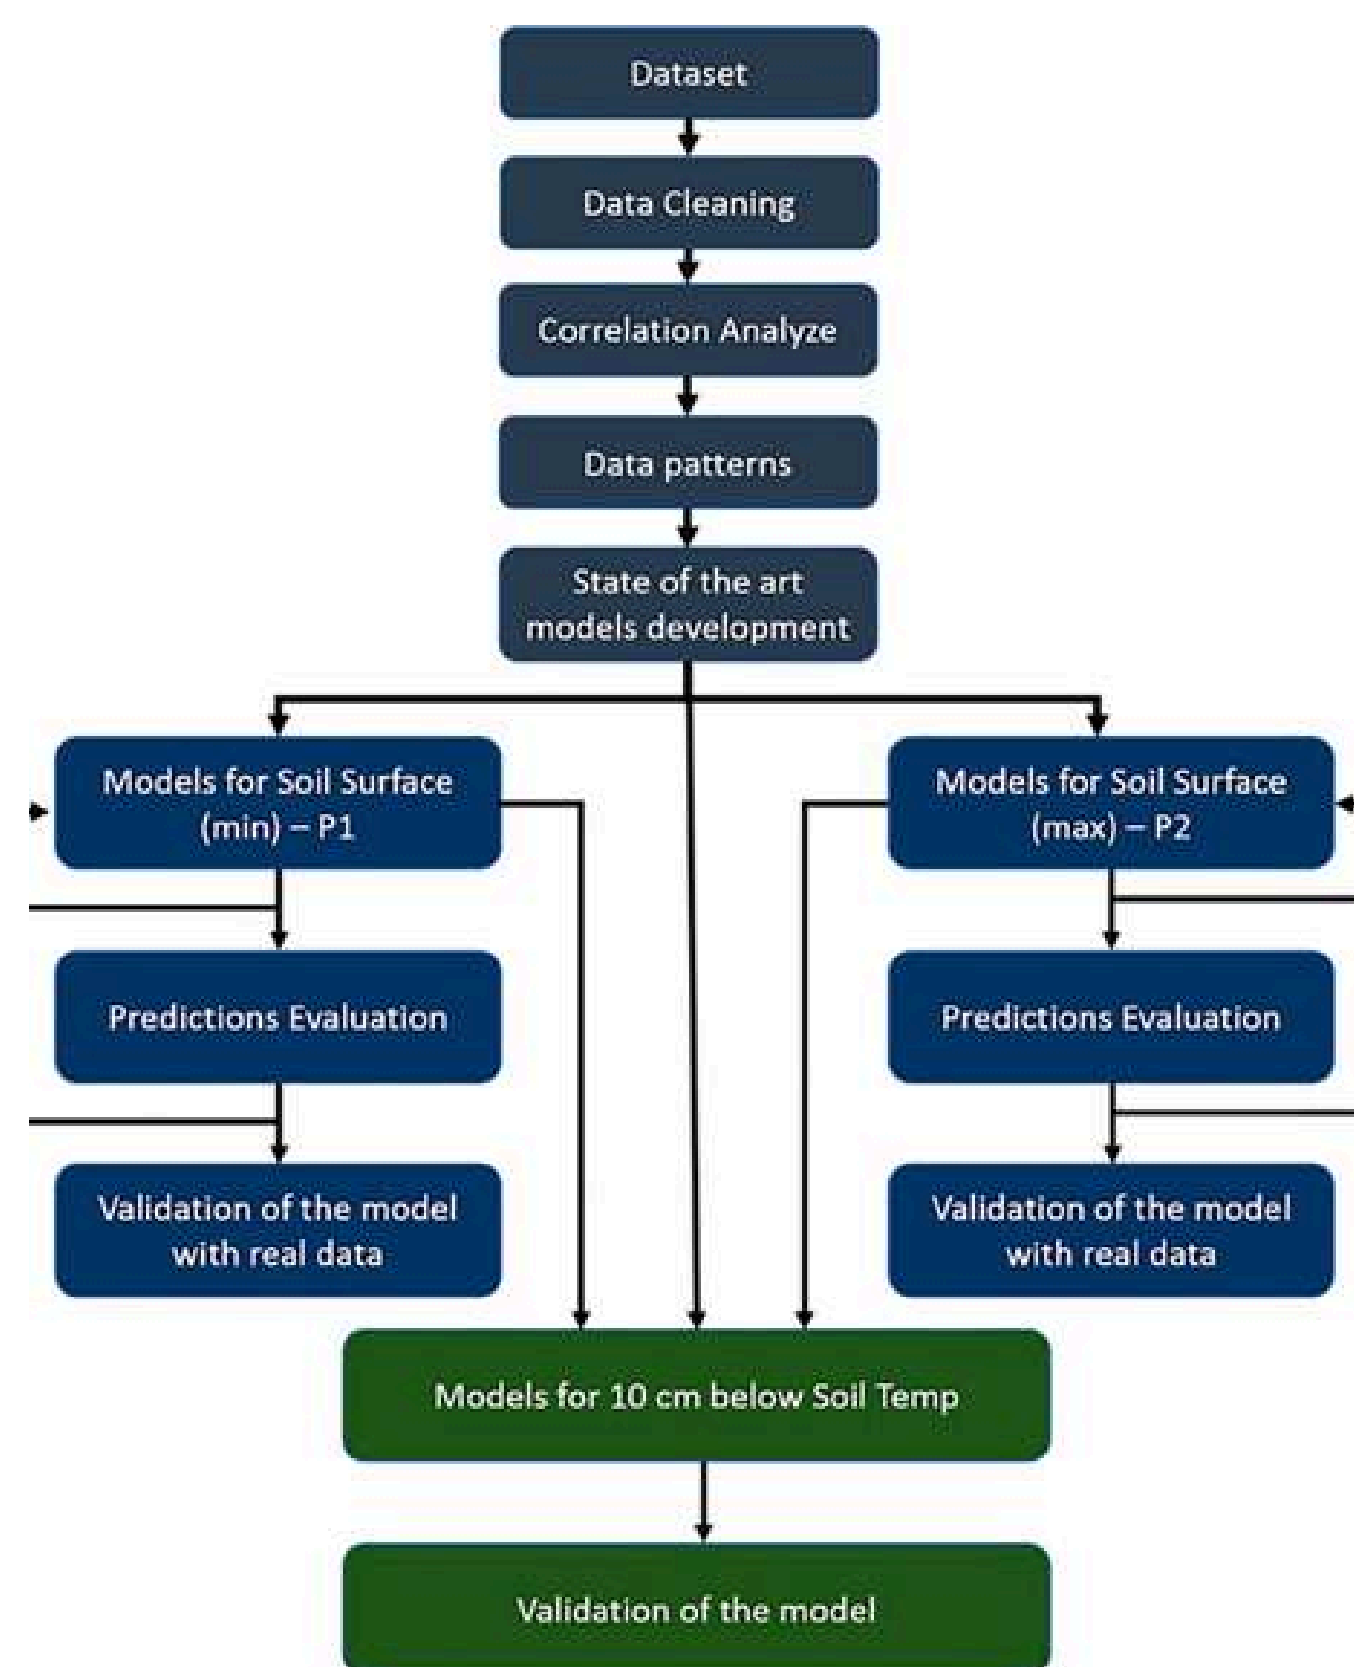 Dataset
Data Cleaning
Correlation Analyze
Data patterns
State of the art
models development
Models for Soil Surface
(min) – P1
Models for Soil Surface
(max) – P2
Predictions Evaluation
Predictions Evaluation
Validation of the model
with real data
Validation of the model
with real data
Models for 10 cm below Soil Temp
Validation of the model